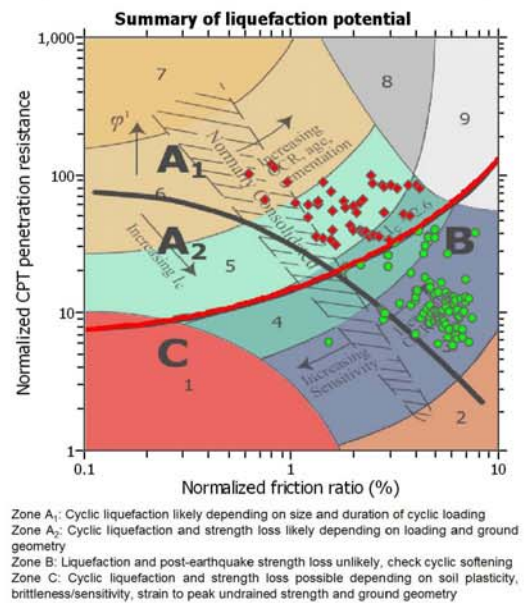 Summary of liquefaction potential
1,000
7
8
9
φ'
Increasing
OCR, age,
cementation
Normally Consolidated
A1
100
6
A2
Increasing Ic
5
B
Normalized CPT penetration resistance
10
4
C
1
Increasing
Sensitivity
2
1
0.1
1
10
Normalized friction ratio (%)
Zone A1: Cyclic liquefaction likely depending on size and duration of cyclic loading
Zone A2: Cyclic liquefaction and strength loss likely depending on loading and ground
geometry
Zone B: Liquefaction and post-earthquake strength loss unlikely, check cyclic softening
Zone C: Cyclic liquefaction and strength loss possible depending on soil plasticity,
brittleness/sensitivity, strain to peak undrained strength and ground geometry